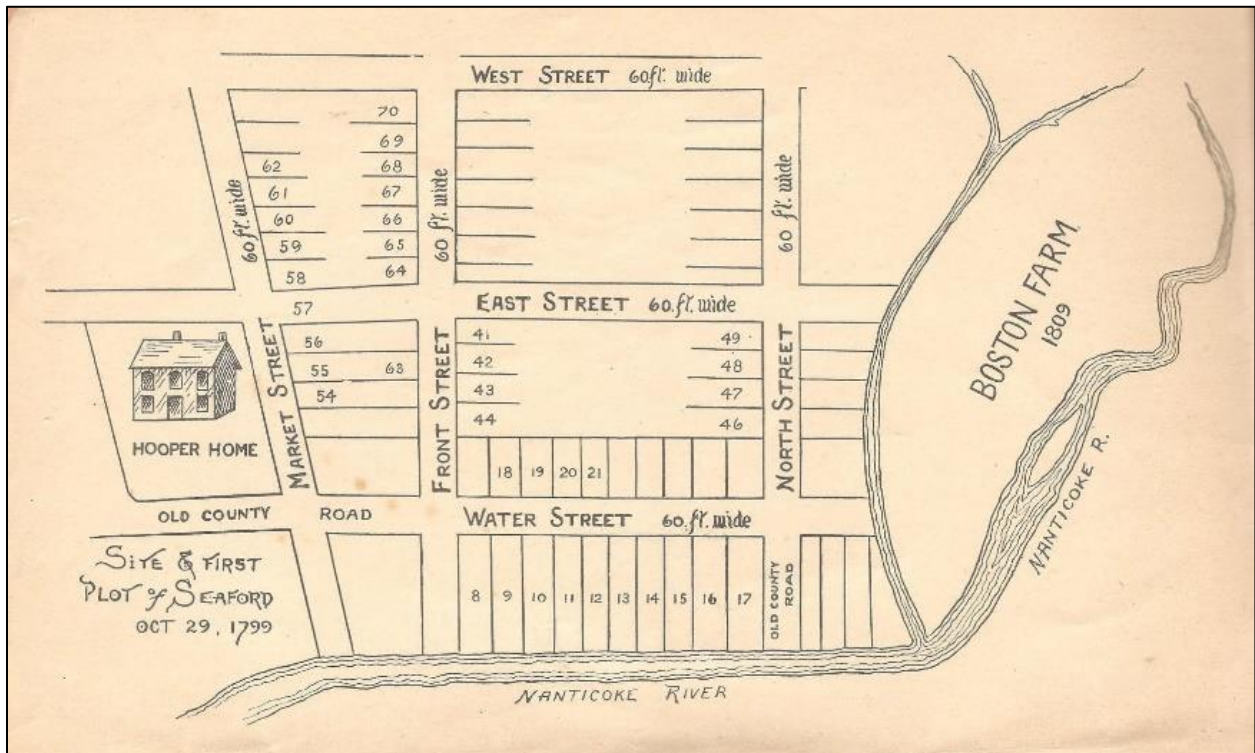 WEST STREET 60 ft. wide
70
69
62 68
61 67
60 66
59 65
58 64
60 ft. wide
60 ft. wide
60 ft. wide
57
EAST STREET 60 ft. wide
56
55 63
54
41
42
43
44
49
48
47
46
MARKET STREET
FRONT STREET
NORTH STREET
HOOPER HOME
18 19 20 21
OLD COUNTY ROAD
WATER STREET 60 ft. wide
8 9 10 11 12 13 14 15 16 17
OLD COUNTY
ROAD
SITE & FIRST
PLOT of SEAFORD
OCT 29, 1799
NANTICOKE RIVER
BOSTON FARM
1809
NANTICOKE R.